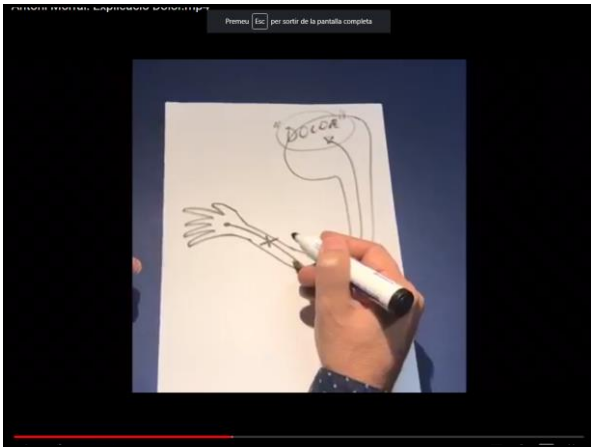 Antoni Morral. Explicació Dolor.mp4
Premeu Esc per sortir de la pantalla completa
"DOLOR"